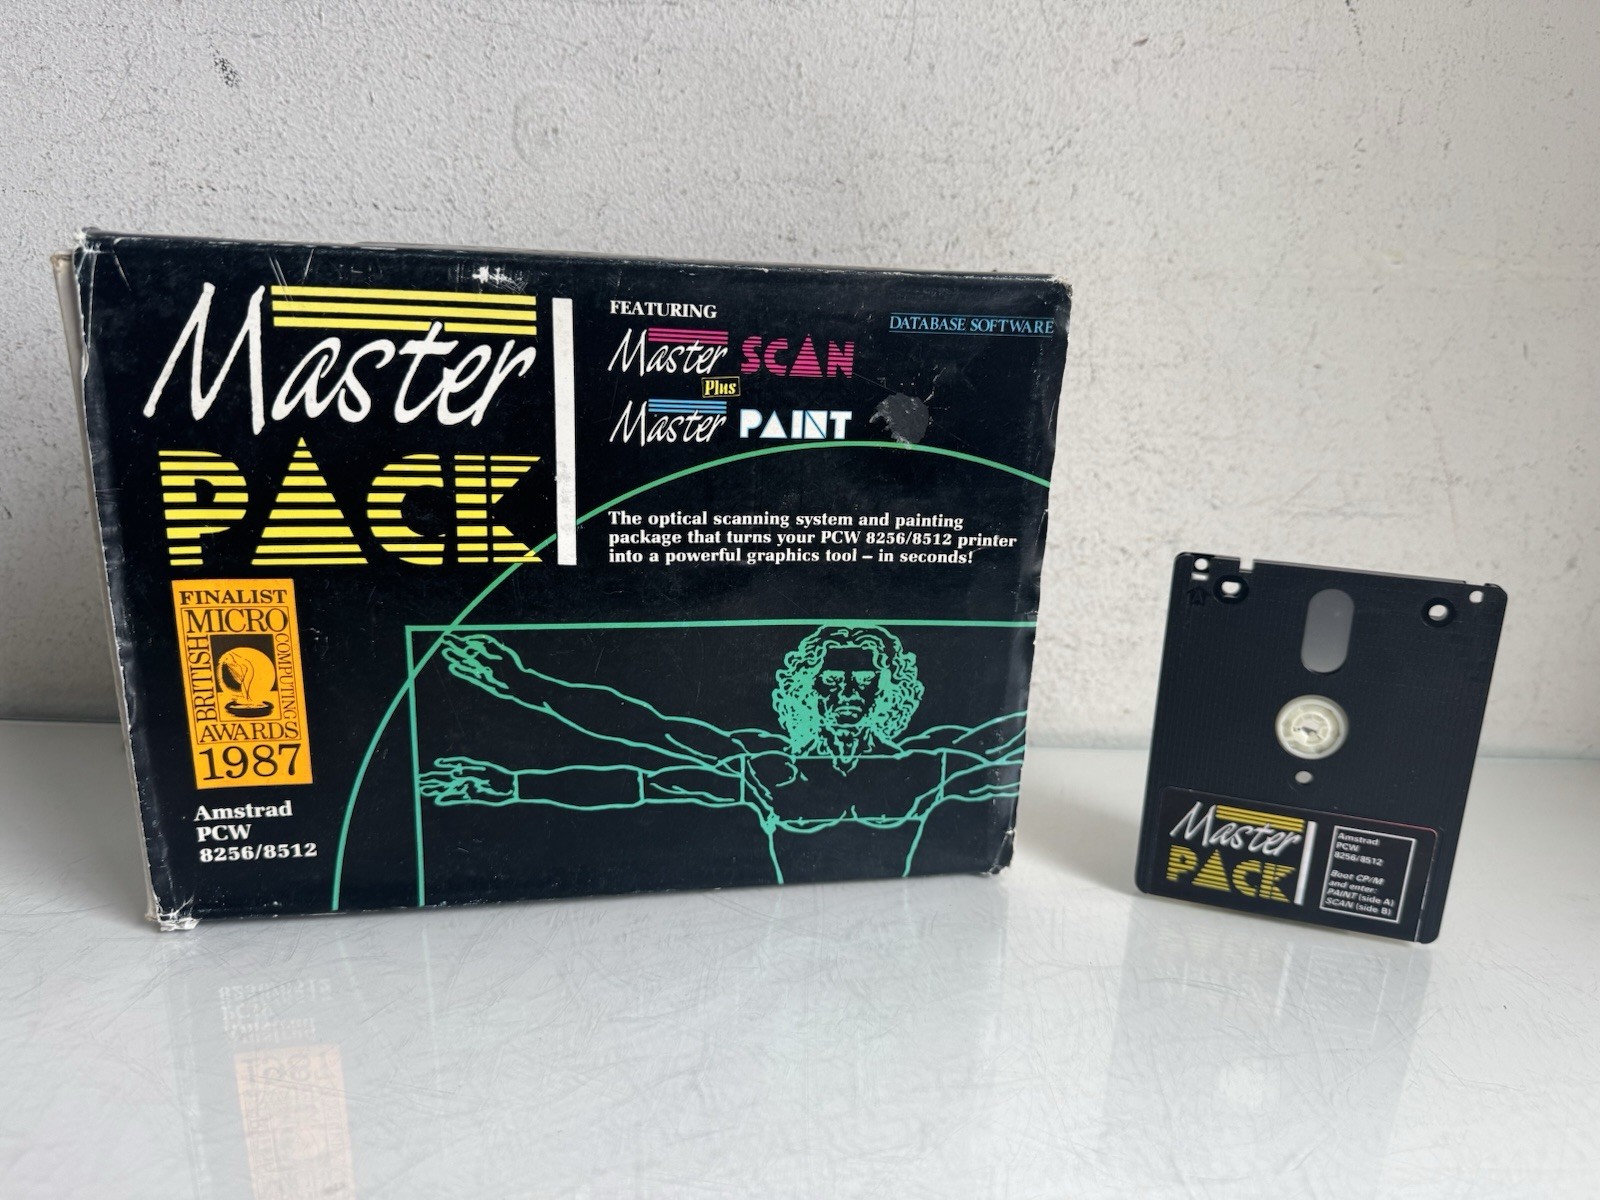 Master
PACK
FINALIST
MICRO
BRITISH
COMPUTING
AWARDS
1987
Amstrad
PCW
8256/8512
FEATURING
Master SCAN
Plus
Master PAINT
DATABASE SOFTWARE
The optical scanning system and painting
package that turns your PCW 8256/8512 printer
into a powerful graphics tool – in seconds!
A
Master
PACK
Amstrad
PCW
8256/8512
Boot CP/M
and enter:
PAINT (side A)
SCAN (side B)